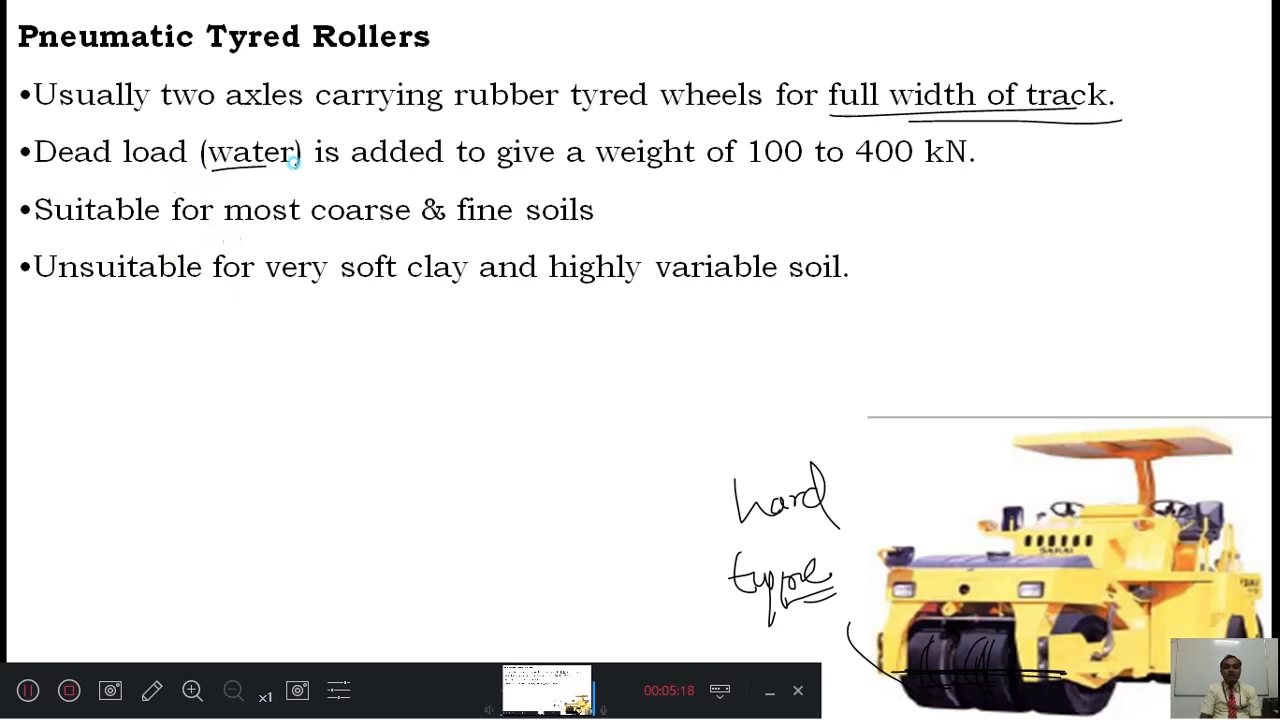 Pneumatic Tyred Rollers
•Usually two axles carrying rubber tyred wheels for full width of track.
•Dead load (water) is added to give a weight of 100 to 400 kN.
•Suitable for most coarse & fine soils
•Unsuitable for very soft clay and highly variable soil.
hard
SAKAI
x1
00:05:18